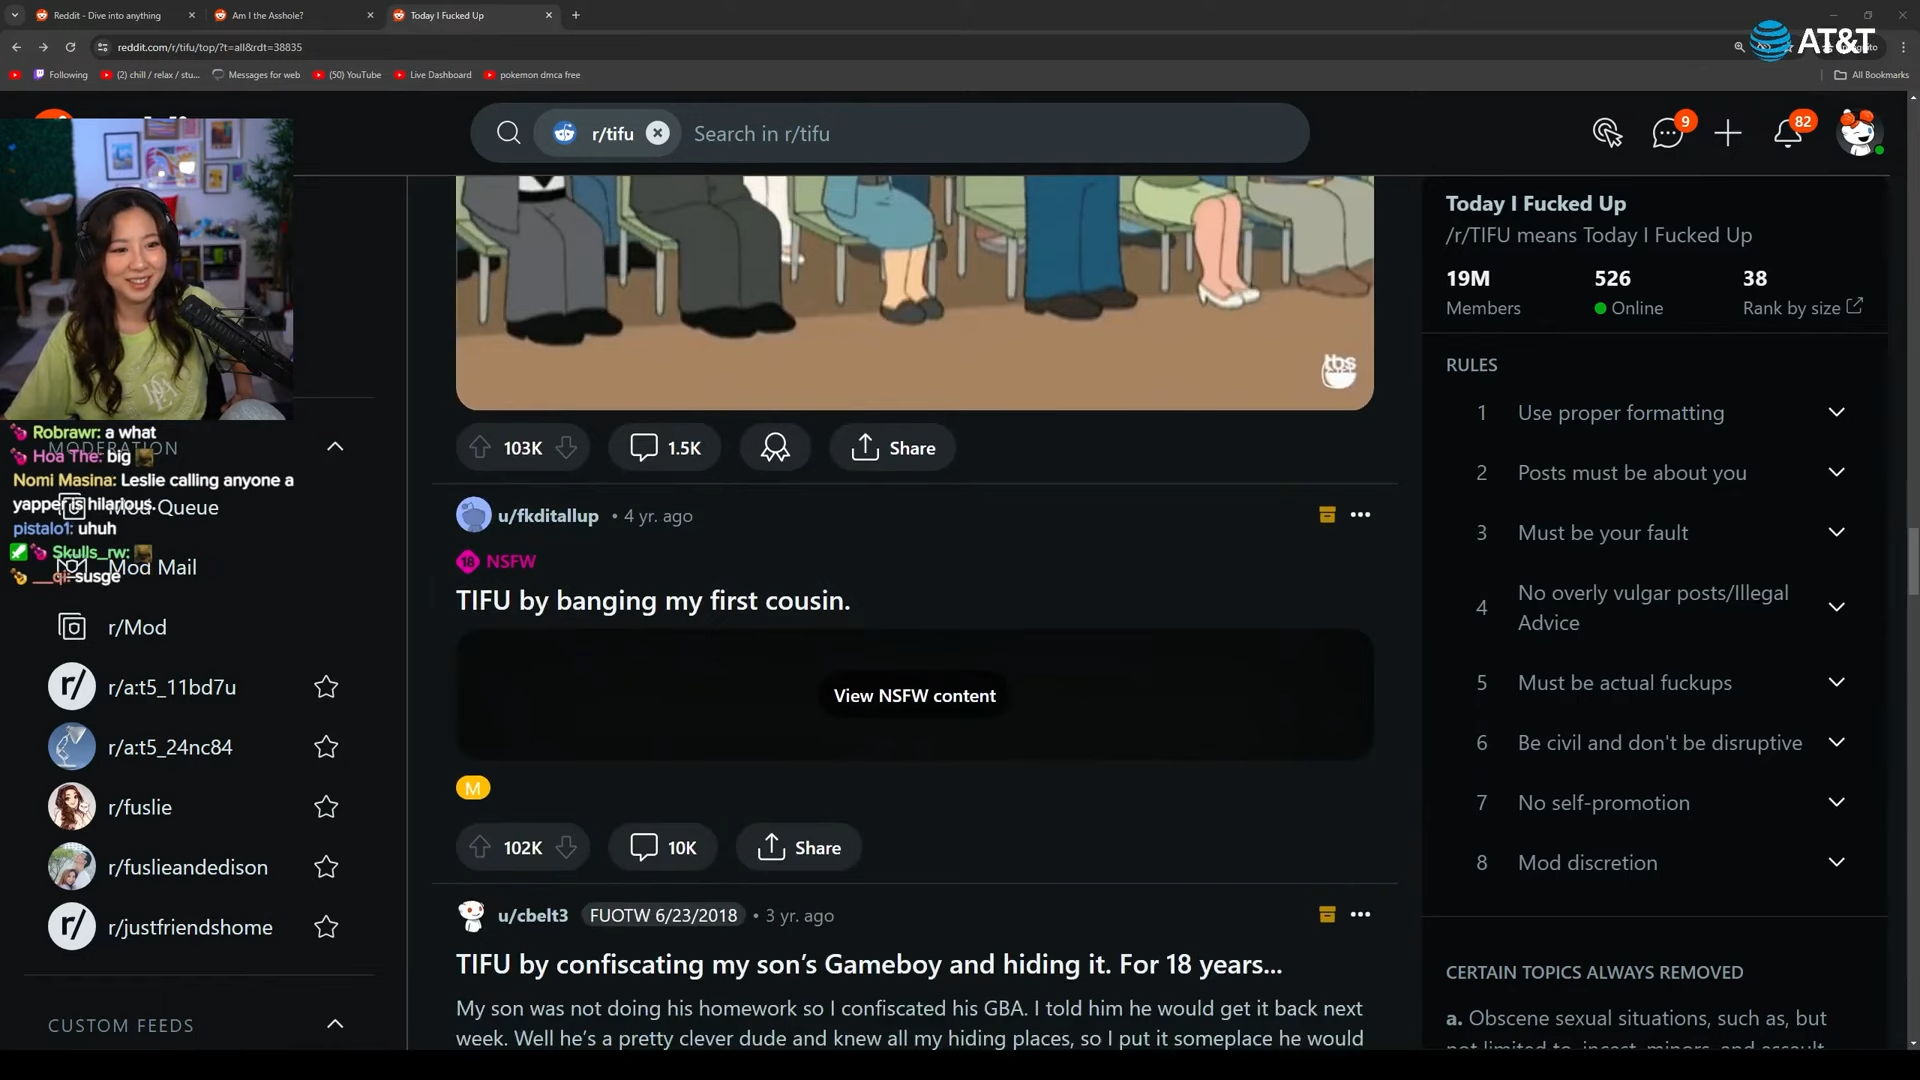 Reddit - Dive into anything
Am I the Asshole?
Today I Fucked Up
reddit.com/r/tifu/top/?t=all&rdt=38835
AT&T
Following
(2) chill / relax / stu...
Messages for web
(50) YouTube
Live Dashboard
pokemon dmca free
All Bookmarks
r/tifu
Search in r/tifu
9
82
tbs
103K
1.5K
Share
Robrawr: a what
MODERATION
Hoa The: big
Nomi Masina: Leslie calling anyone a
yapper is hilarious.
Mod Queue
pistalo1: uhuh
Skulls_rw:
Mod Mail
__qi: susge
r/Mod
r/ r/a:t5_11bd7u
r/a:t5_24nc84
r/fuslie
r/fuslieandedison
r/ r/justfriendshome
CUSTOM FEEDS
u/fkditallup • 4 yr. ago
18 NSFW
TIFU by banging my first cousin.
View NSFW content
M
102K
10K
Share
u/cbelt3 FUOTW 6/23/2018 • 3 yr. ago
TIFU by confiscating my son’s Gameboy and hiding it. For 18 years...
My son was not doing his homework so I confiscated his GBA. I told him he would get it back next
week. Well he’s a pretty clever dude and knew all my hiding places, so I put it someplace he would
Today I Fucked Up
/r/TIFU means Today I Fucked Up
19M
526
38
Members
Online
Rank by size
RULES
1 Use proper formatting
2 Posts must be about you
3 Must be your fault
4 No overly vulgar posts/Illegal
Advice
5 Must be actual fuckups
6 Be civil and don't be disruptive
7 No self-promotion
8 Mod discretion
CERTAIN TOPICS ALWAYS REMOVED
a. Obscene sexual situations, such as, but
not limited to, incest, minors, and assault